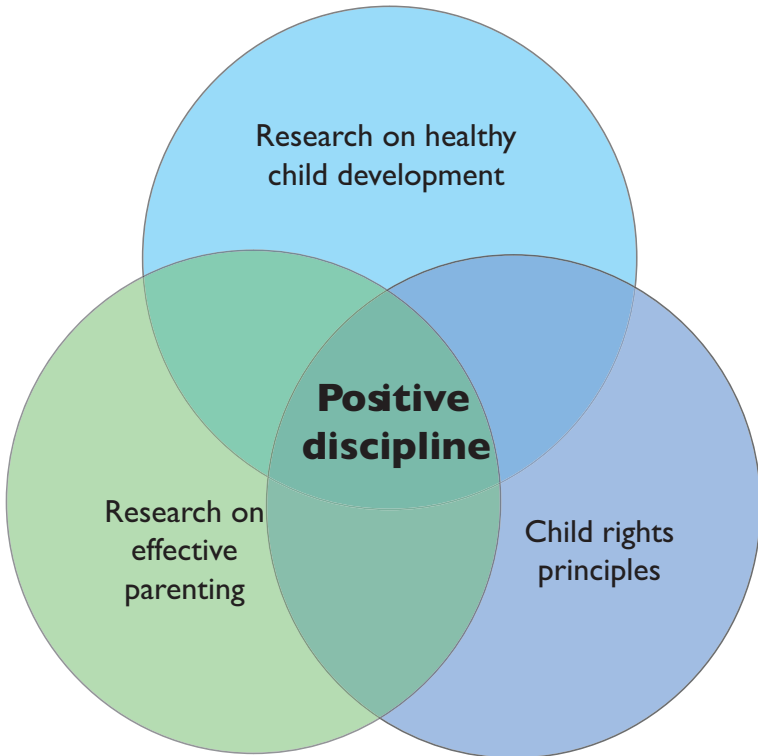 Research on healthy
child development
Positive
discipline
Research on
effective
parenting
Child rights
principles